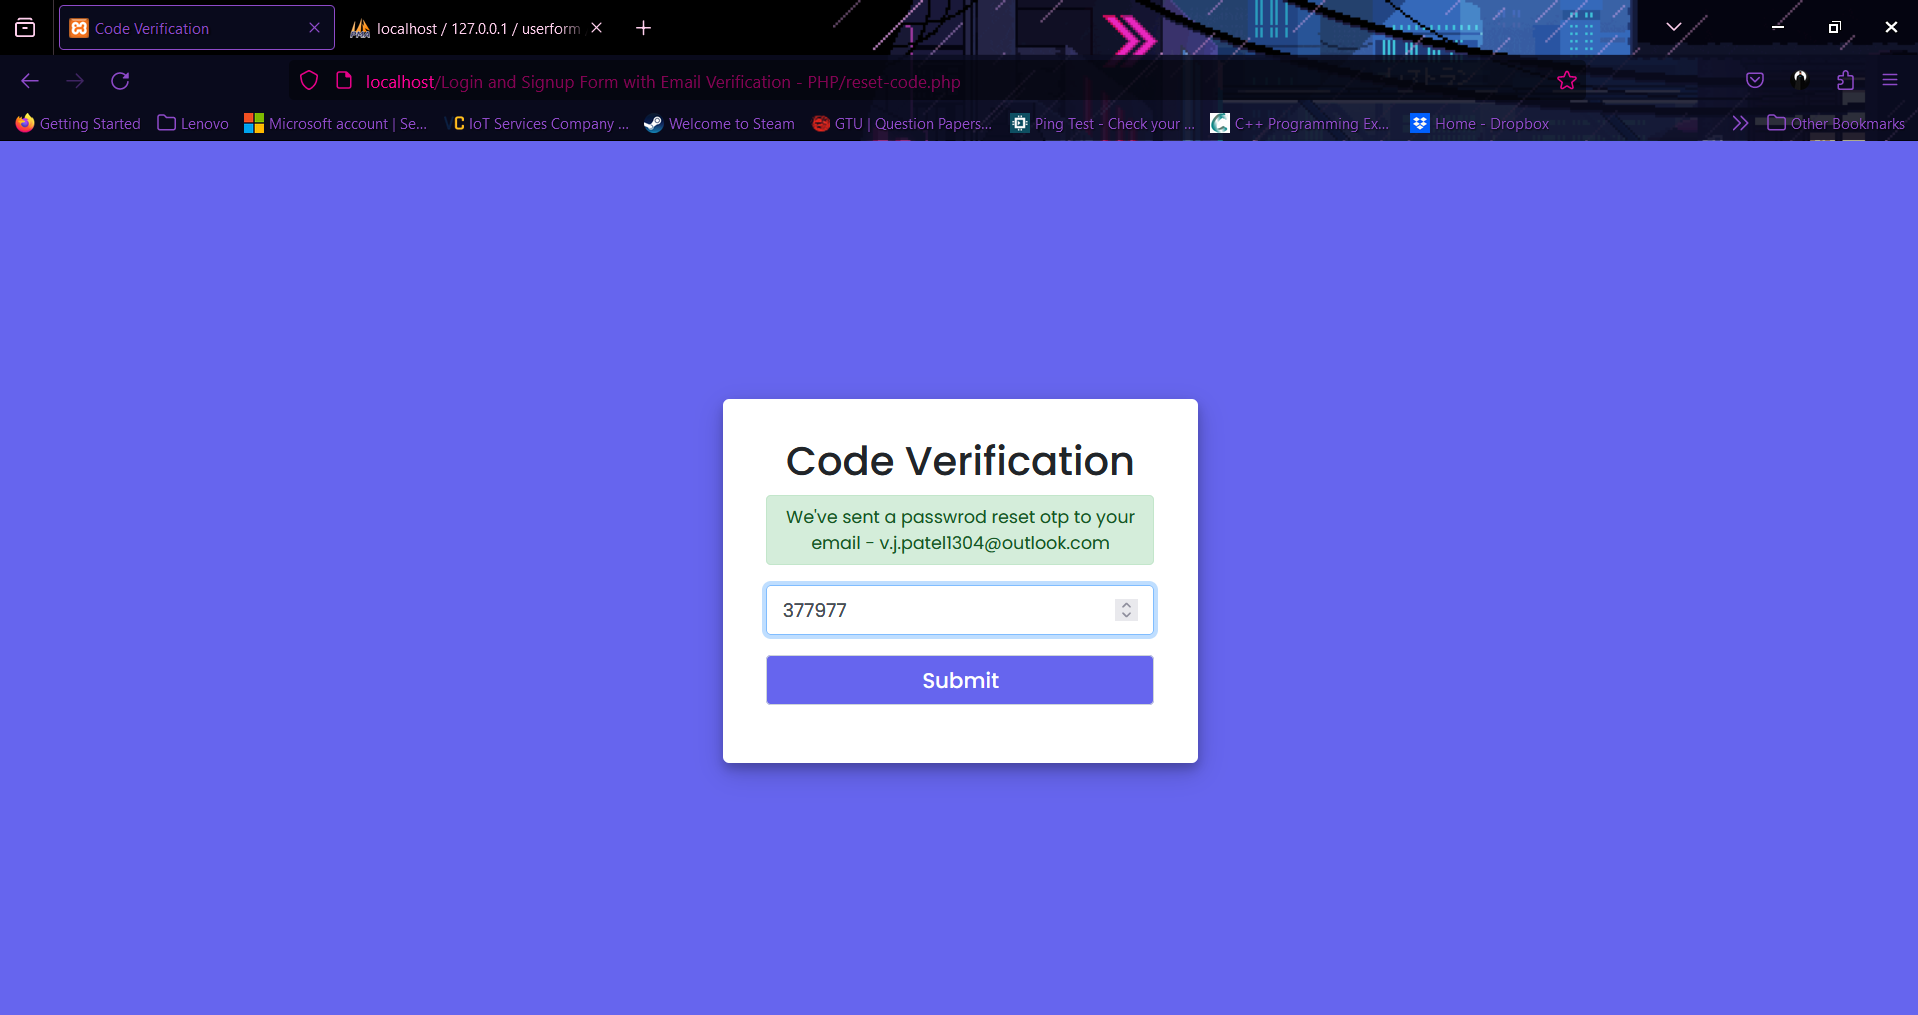 Code Verification
localhost / 127.0.0.1 / userform
localhost/Login and Signup Form with Email Verification - PHP/reset-code.php
Getting Started
Lenovo
Microsoft account | Se...
VC IoT Services Company ...
Welcome to Steam
GTU | Question Papers...
Ping Test - Check your ...
C++ Programming Ex...
Home - Dropbox
Other Bookmarks
Code Verification
We've sent a passwrod reset otp to your
email - v.j.patel1304@outlook.com
377977
Submit